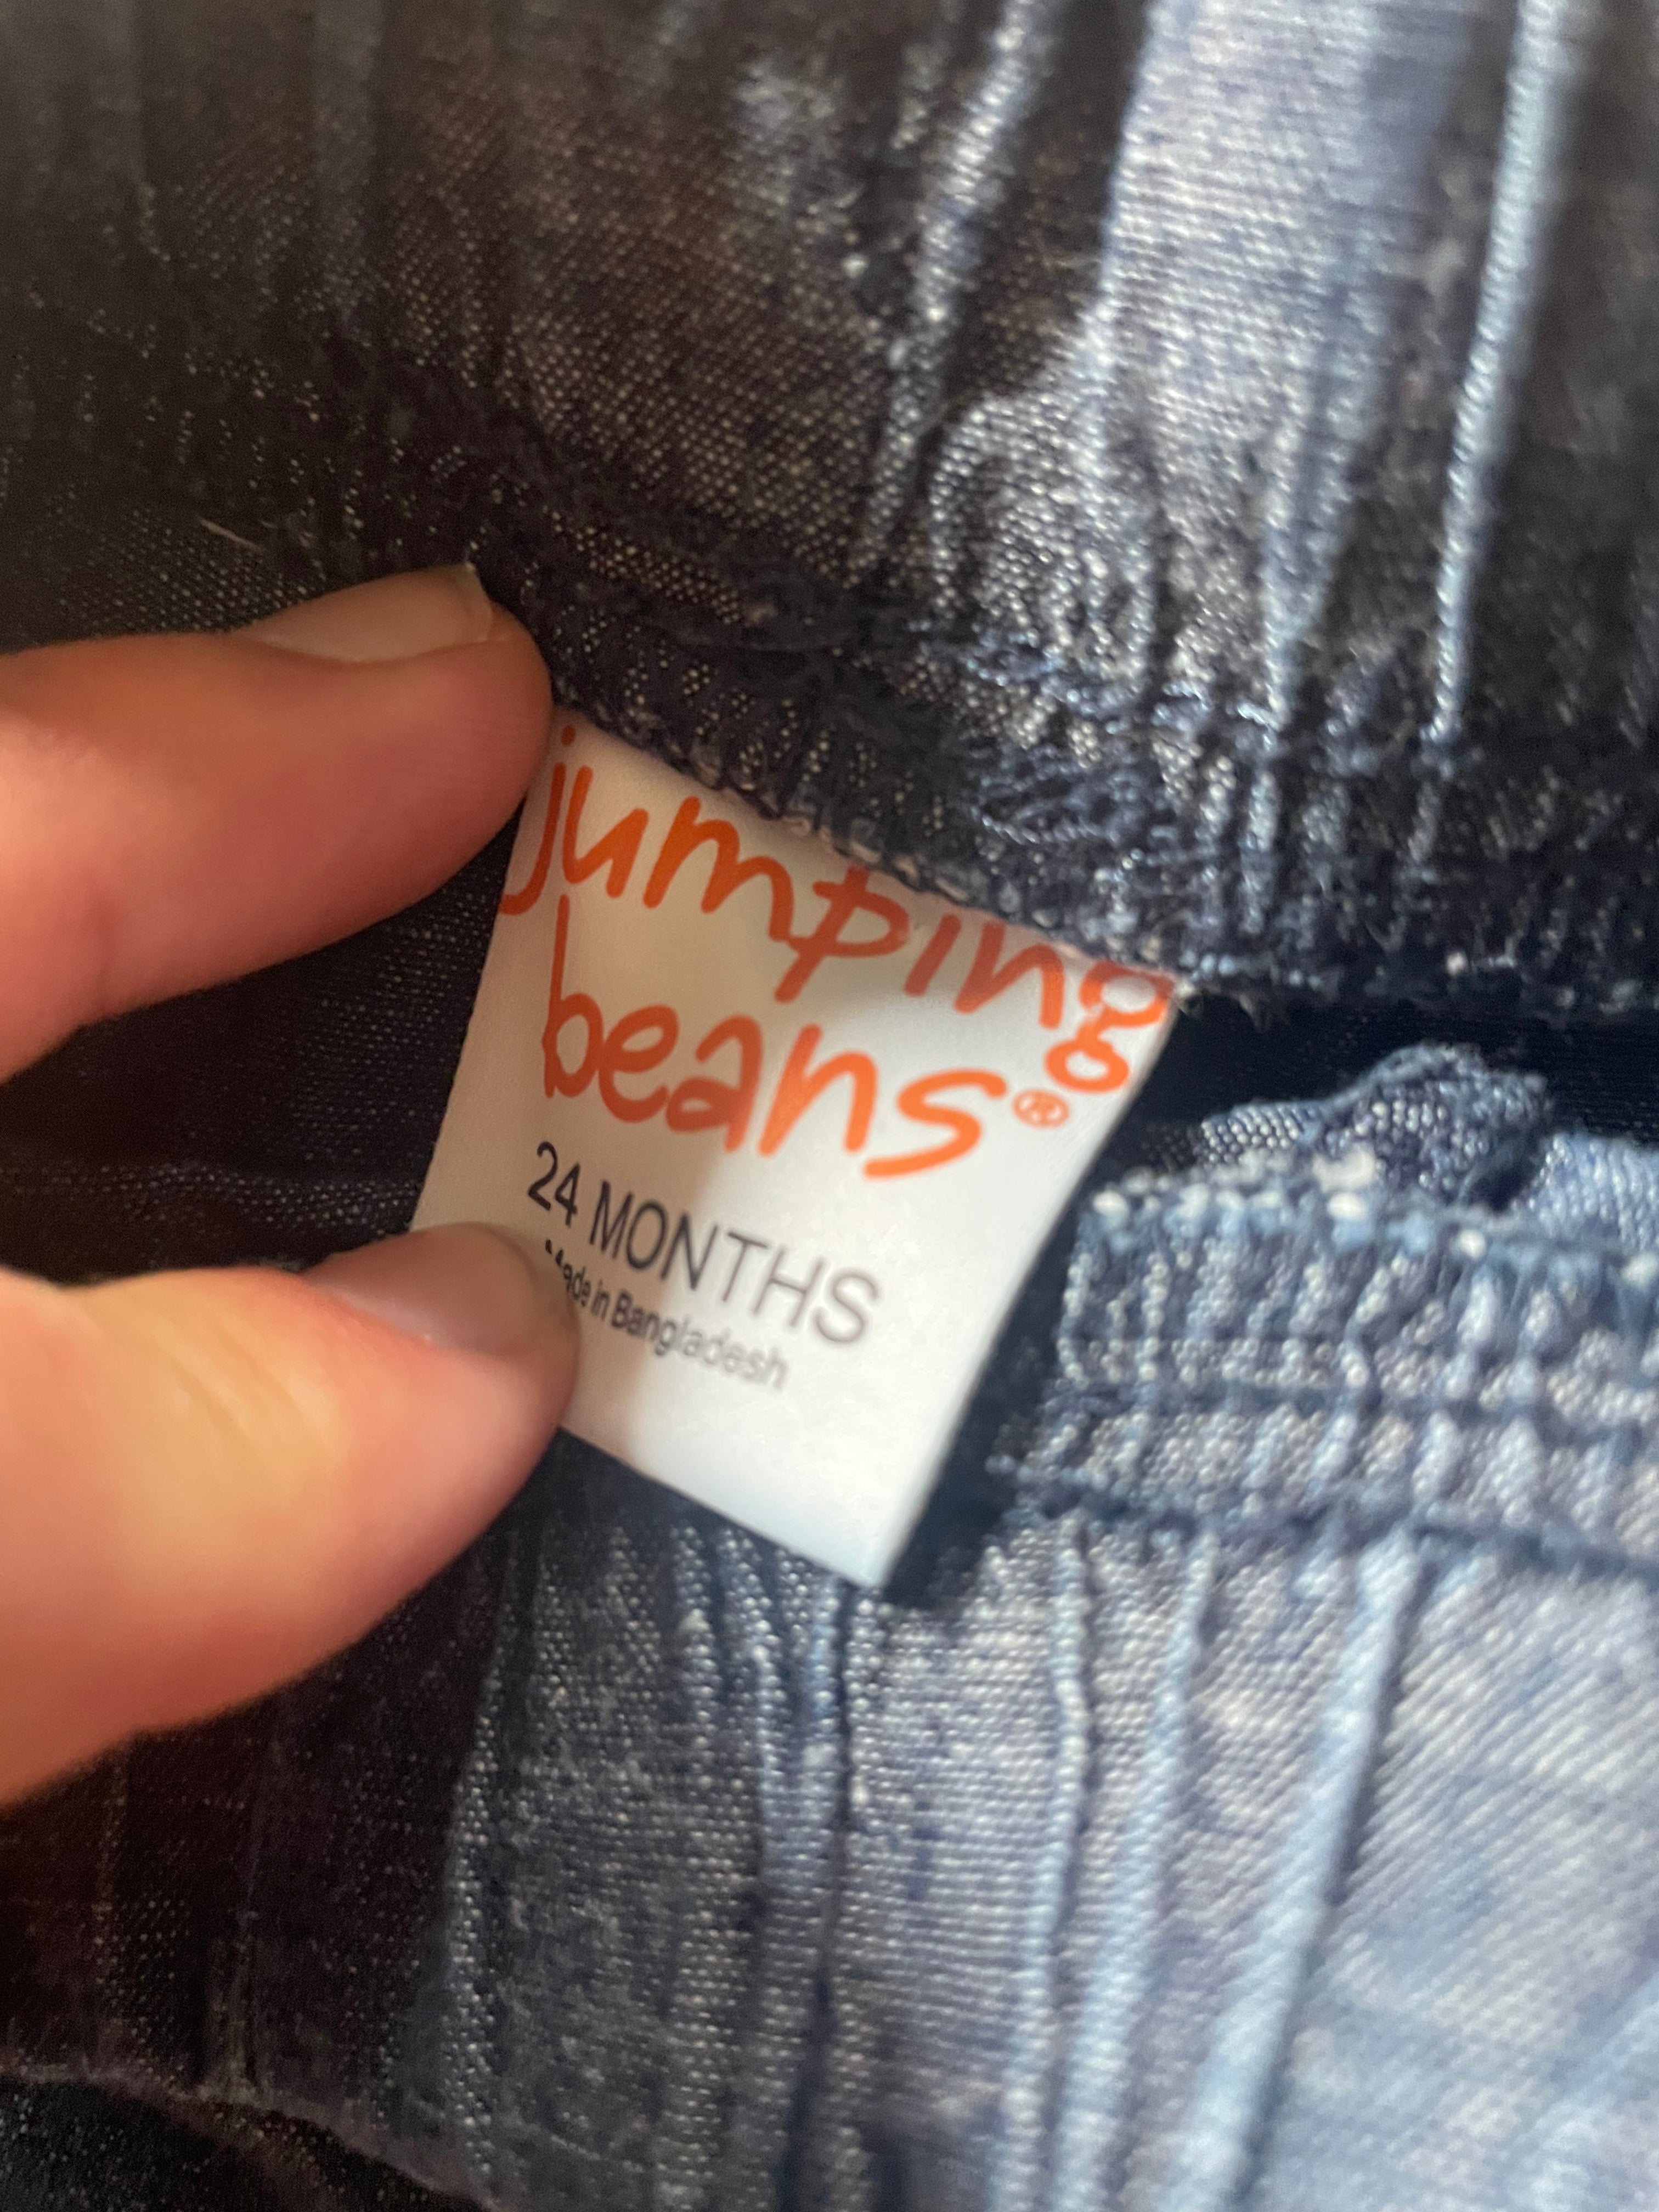 jumping
beans®
24 MONTHS
Made in Bangladesh